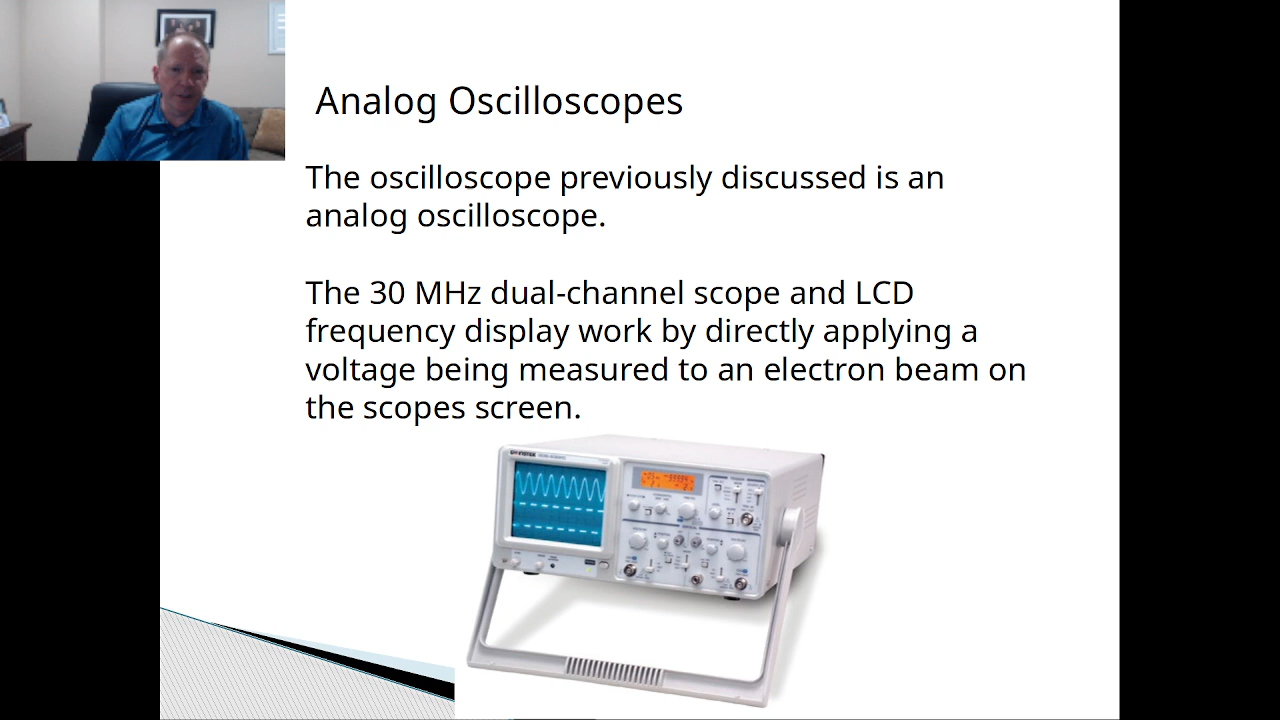 Analog Oscilloscopes
The oscilloscope previously discussed is an
analog oscilloscope.
The 30 MHz dual-channel scope and LCD
frequency display work by directly applying a
voltage being measured to an electron beam on
the scopes screen.